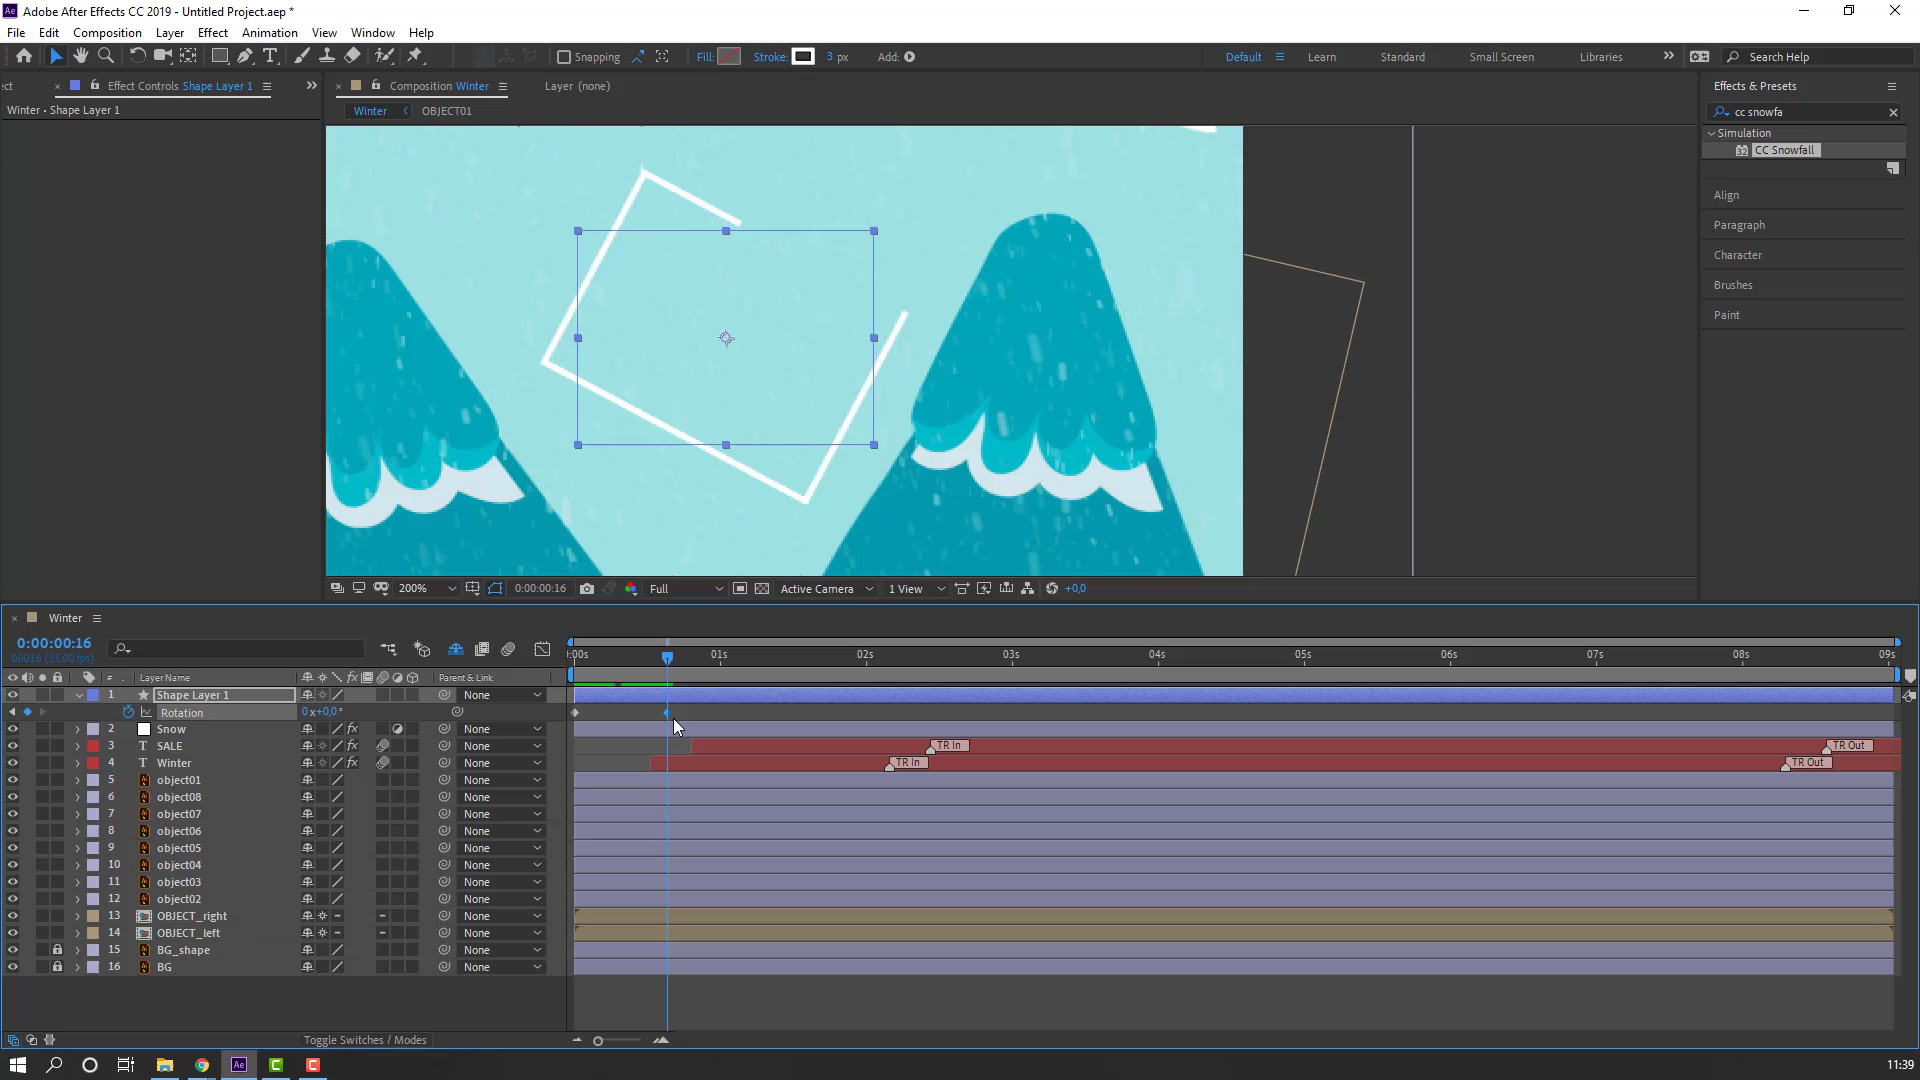 Ae Adobe After Effects CC 2019 - Untitled Project.aep *
File Edit Composition Layer Effect Animation View Window Help
Snapping Fill: Stroke: 3 px Add: Default Learn Standard Small Screen Libraries Search Help
ect Effect Controls Shape Layer 1 Composition Winter Layer (none) Effects & Presets
Winter • Shape Layer 1 Winter OBJECT01 cc snowfa
Simulation
32 CC Snowfall
Align
Paragraph
Character
Brushes
Paint
200% 0:00:00:16 Full Active Camera 1 View +0,0
Winter
0:00:00:16
00016 (25.00 fps)
:00s 01s 02s 03s 04s 05s 06s 07s 08s 09s
# Layer Name Parent & Link
1 Shape Layer 1 None
Rotation 0x+0,0°
2 Snow None
3 SALE None TR In TR Out
4 Winter None TR In TR Out
5 object01 None
6 object08 None
7 object07 None
8 object06 None
9 object05 None
10 object04 None
11 object03 None
12 object02 None
13 OBJECT_right None
14 OBJECT_left None
15 BG_shape None
16 BG None
Toggle Switches / Modes
Ae C C 11:39